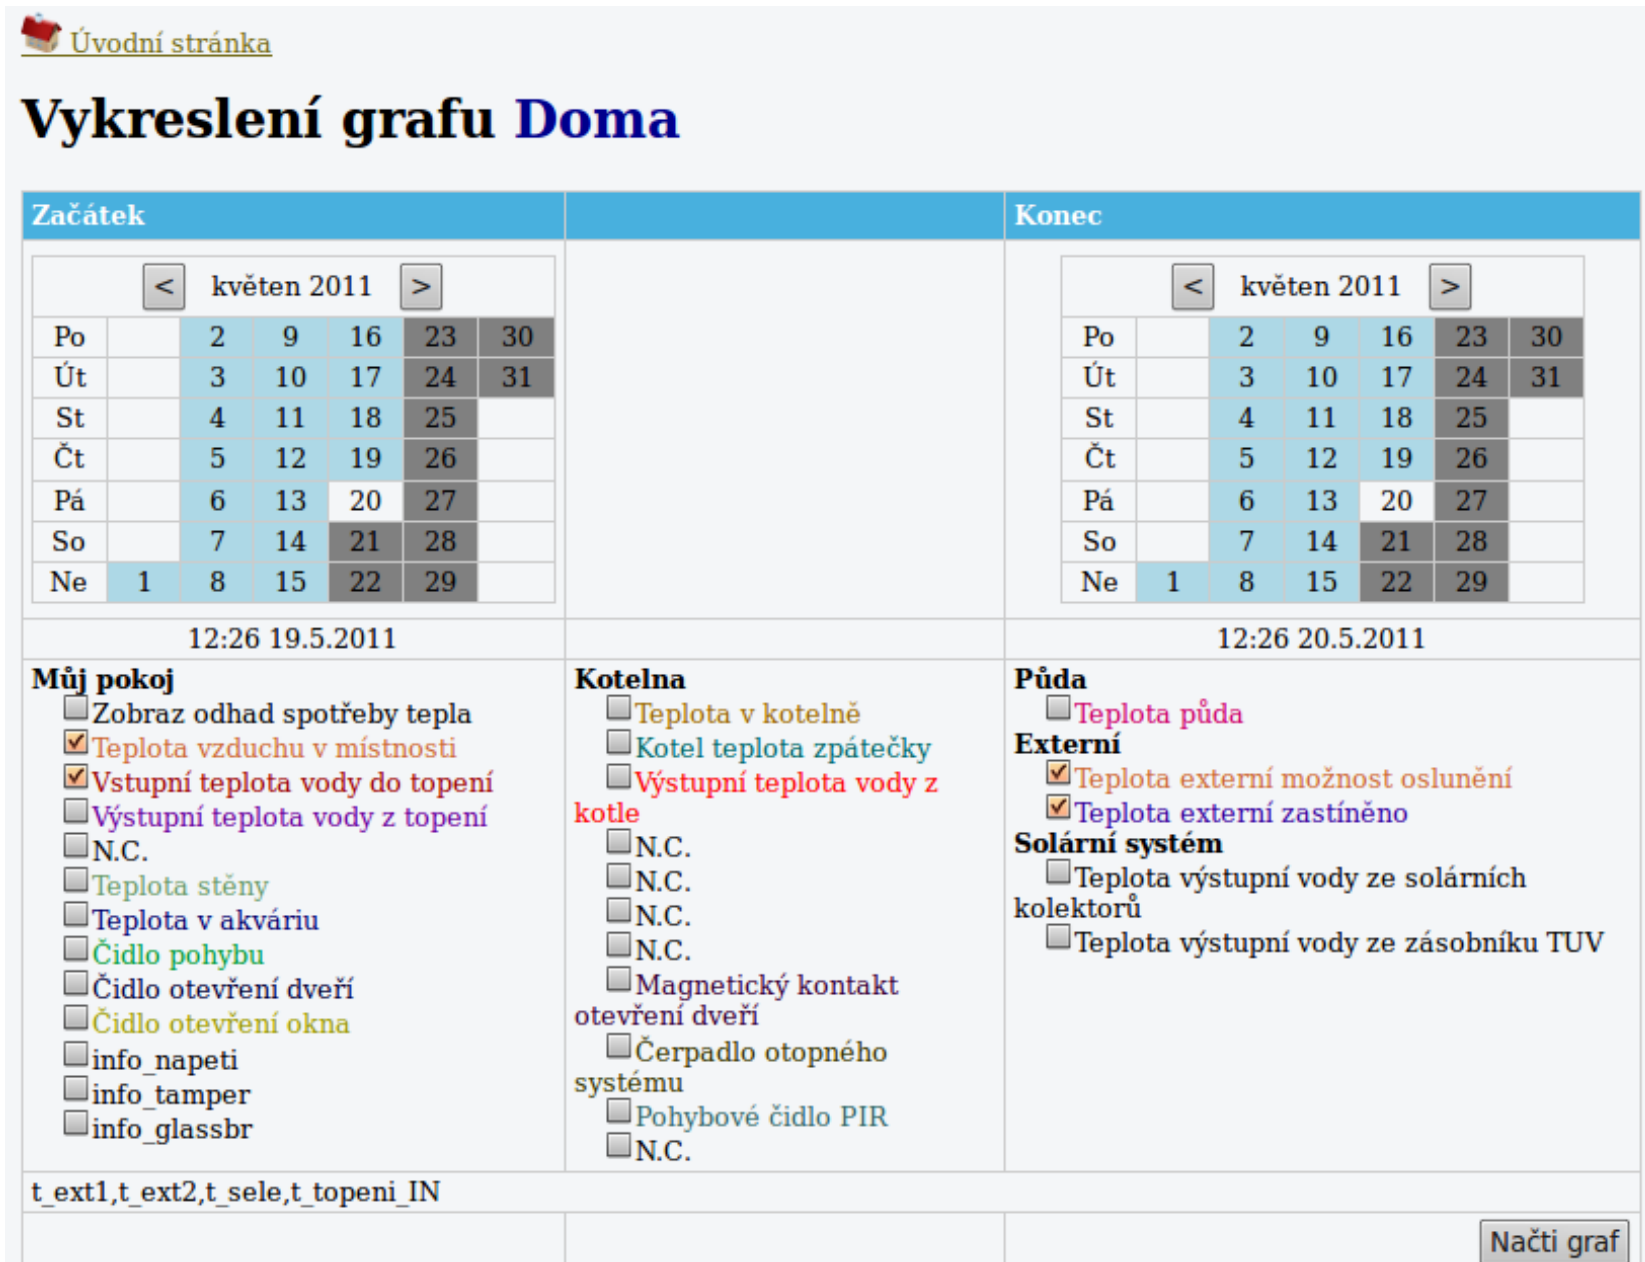 Úvodní stránka
Vykreslení grafu Doma
Začátek Konec
< květen 2011 > < květen 2011 >
Po 2 9 16 23 30 Po 2 9 16 23 30
Út 3 10 17 24 31 Út 3 10 17 24 31
St 4 11 18 25 St 4 11 18 25
Čt 5 12 19 26 Čt 5 12 19 26
Pá 6 13 20 27 Pá 6 13 20 27
So 7 14 21 28 So 7 14 21 28
Ne 1 8 15 22 29 Ne 1 8 15 22 29
12:26 19.5.2011 12:26 20.5.2011
Můj pokoj
Zobraz odhad spotřeby tepla
Teplota vzduchu v místnosti
Vstupní teplota vody do topení
Výstupní teplota vody z topení
N.C.
Teplota stěny
Teplota v akváriu
Čidlo pohybu
Čidlo otevření dveří
Čidlo otevření okna
info_napeti
info_tamper
info_glassbr
Kotelna
Teplota v kotelně
Kotel teplota zpátečky
Výstupní teplota vody z
kotle
N.C.
N.C.
N.C.
N.C.
Magnetický kontakt
otevření dveří
Čerpadlo otopného
systému
Pohybové čidlo PIR
N.C.
Půda
Teplota půda
Externí
Teplota externí možnost oslunění
Teplota externí zastíněno
Solární systém
Teplota výstupní vody ze solárních
kolektorů
Teplota výstupní vody ze zásobníku TUV
t_ext1,t_ext2,t_sele,t_topeni_IN
Načti graf